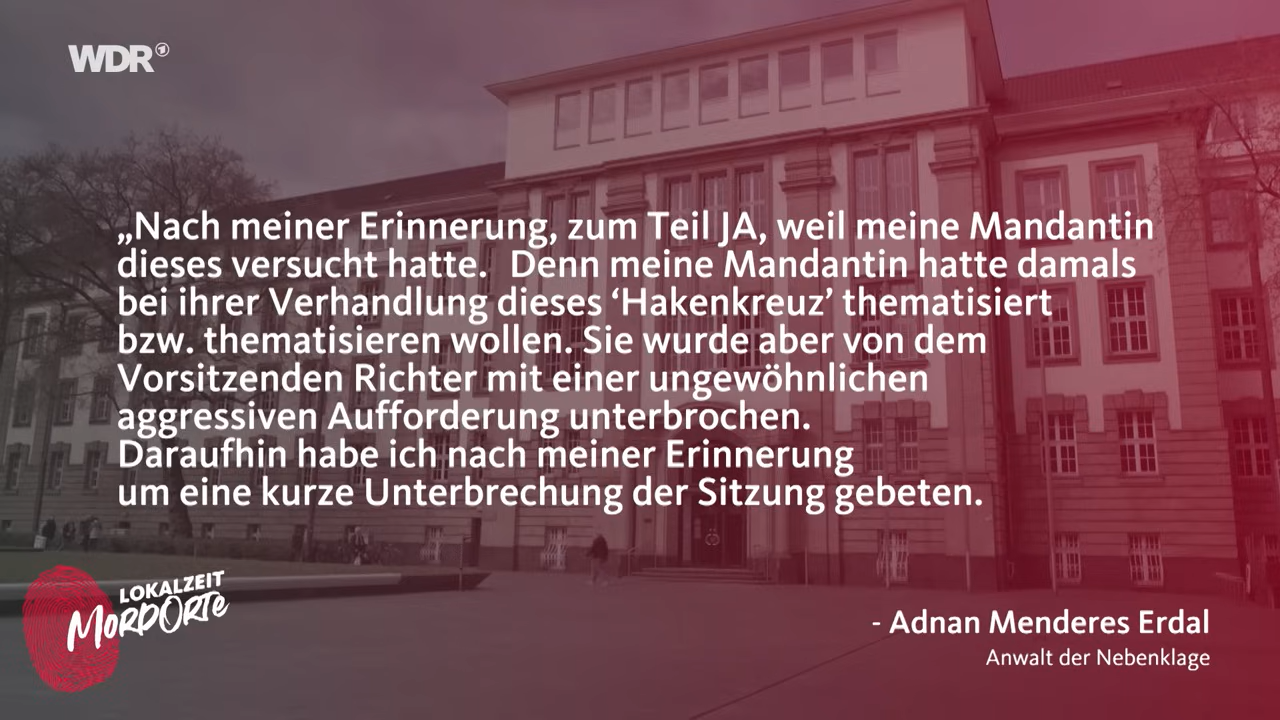 WDR
„Nach meiner Erinnerung, zum Teil JA, weil meine Mandantin
dieses versucht hatte. Denn meine Mandantin hatte damals
bei ihrer Verhandlung dieses ‘Hakenkreuz’ thematisiert
bzw. thematisieren wollen. Sie wurde aber von dem
Vorsitzenden Richter mit einer ungewöhnlichen
aggressiven Aufforderung unterbrochen.
Daraufhin habe ich nach meiner Erinnerung
um eine kurze Unterbrechung der Sitzung gebeten.
LOKALZEIT
MORDORTE
- Adnan Menderes Erdal
Anwalt der Nebenklage